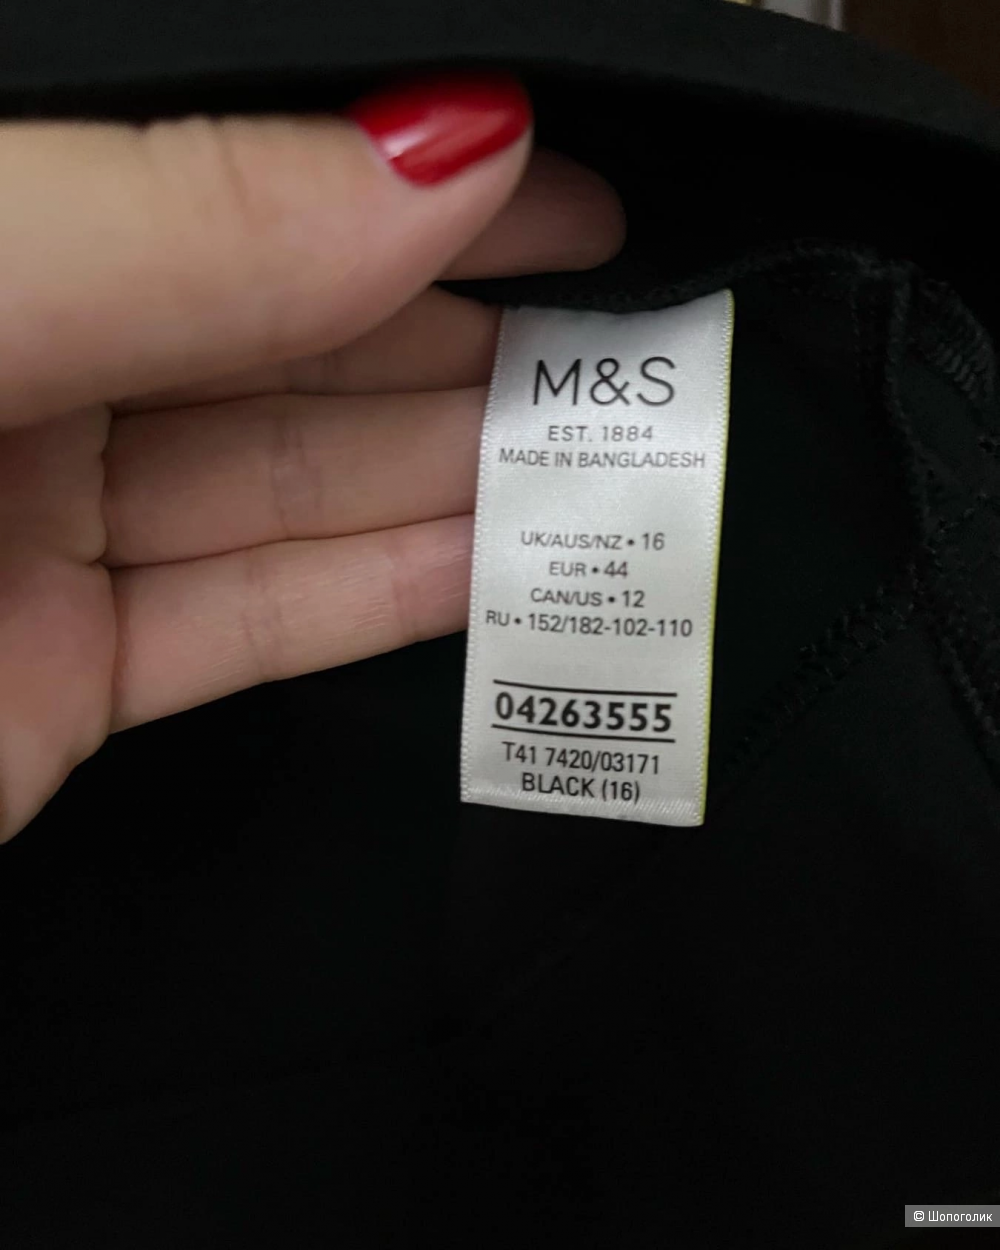 M&S
EST. 1884
MADE IN BANGLADESH
UK/AUS/NZ • 16
EUR • 44
CAN/US • 12
RU • 152/182-102-110
04263555
T41 7420/03171
BLACK (16)
© Шопоголик